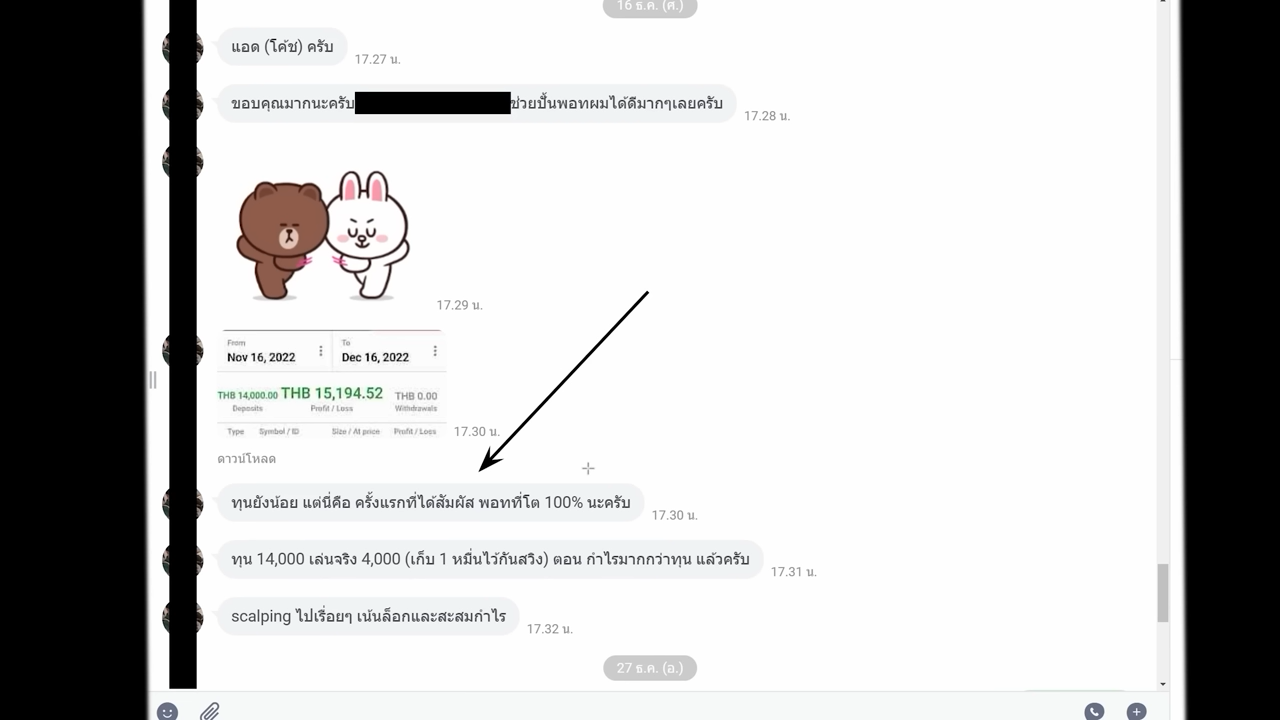 16 ธ.ค. (ศ.)
แอด (โค้ช) ครับ
17.27 น.
ขอบคุณมากนะครับ ช่วยปั้นพอทผมได้ดีมากๆเลยครับ
17.28 น.
17.29 น.
From To
Nov 16, 2022 Dec 16, 2022
THB 14,000.00 THB 15,194.52 THB 0.00
Deposits Profit / Loss Withdrawals
Type Symbol / ID Size / At price Profit / Loss
17.30 น.
ดาวน์โหลด
ทุนยังน้อย แต่นี่คือ ครั้งแรกที่ได้สัมผัส พอทที่โต 100% นะครับ
17.30 น.
ทุน 14,000 เล่นจริง 4,000 (เก็บ 1 หมื่นไว้กันสวิง) ตอน กำไรมากกว่าทุน แล้วครับ
17.31 น.
scalping ไปเรื่อยๆ เน้นล็อกและสะสมกำไร
17.32 น.
27 ธ.ค. (อ.)